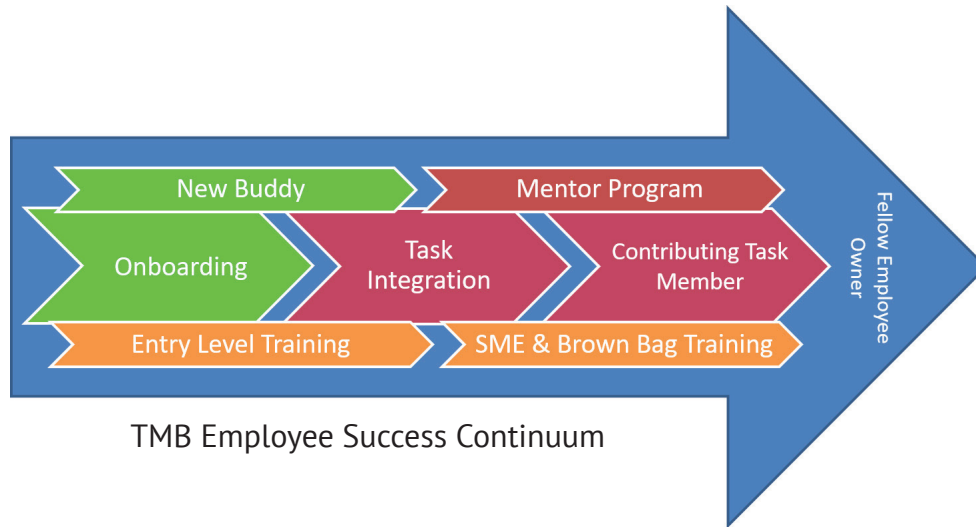 New Buddy
Mentor Program
Onboarding
Task
Integration
Contributing Task
Member
Entry Level Training
SME & Brown Bag Training
Fellow Employee
Owner
TMB Employee Success Continuum